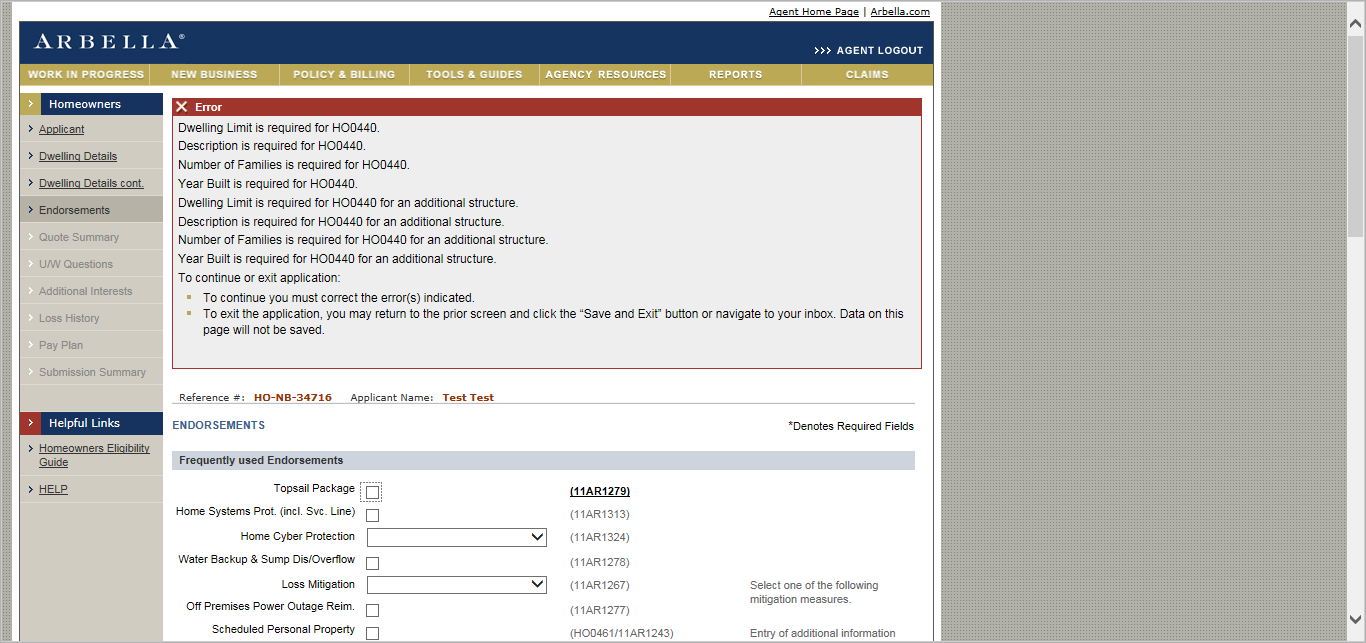 Agent Home Page | Arbella.com
ARBELLA®
>>> AGENT LOGOUT
WORK IN PROGRESS NEW BUSINESS POLICY & BILLING TOOLS & GUIDES AGENCY RESOURCES REPORTS CLAIMS
Homeowners
Applicant
Dwelling Details
Dwelling Details cont.
Endorsements
Quote Summary
U/W Questions
Additional Interests
Loss History
Pay Plan
Submission Summary
Helpful Links
Homeowners Eligibility
Guide
HELP
Error
Dwelling Limit is required for HO0440.
Description is required for HO0440.
Number of Families is required for HO0440.
Year Built is required for HO0440.
Dwelling Limit is required for HO0440 for an additional structure.
Description is required for HO0440 for an additional structure.
Number of Families is required for HO0440 for an additional structure.
Year Built is required for HO0440 for an additional structure.
To continue or exit application:
To continue you must correct the error(s) indicated.
To exit the application, you may return to the prior screen and click the “Save and Exit” button or navigate to your inbox. Data on this
page will not be saved.
Reference #: HO-NB-34716 Applicant Name: Test Test
ENDORSEMENTS *Denotes Required Fields
Frequently used Endorsements
Topsail Package (11AR1279)
Home Systems Prot. (incl. Svc. Line) (11AR1313)
Home Cyber Protection (11AR1324)
Water Backup & Sump Dis/Overflow (11AR1278)
Loss Mitigation (11AR1267) Select one of the following
mitigation measures.
Off Premises Power Outage Reim. (11AR1277)
Scheduled Personal Property (HO0461/11AR1243) Entry of additional information